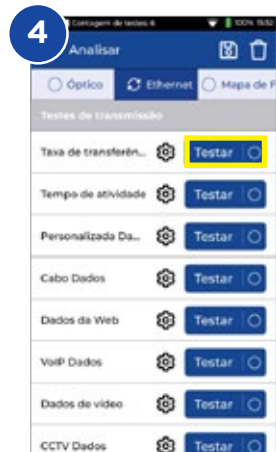 4
Contagem de testes: 6 100% 15:52
Analisar
Óptico Ethernet Mapa de F
Testes de transmissão
Taxa de transferên... Testar
Tempo de atividade Testar
Personalizada Da... Testar
Cabo Dados Testar
Dados da Web Testar
VoIP Dados Testar
Dados de vídeo Testar
CCTV Dados Testar